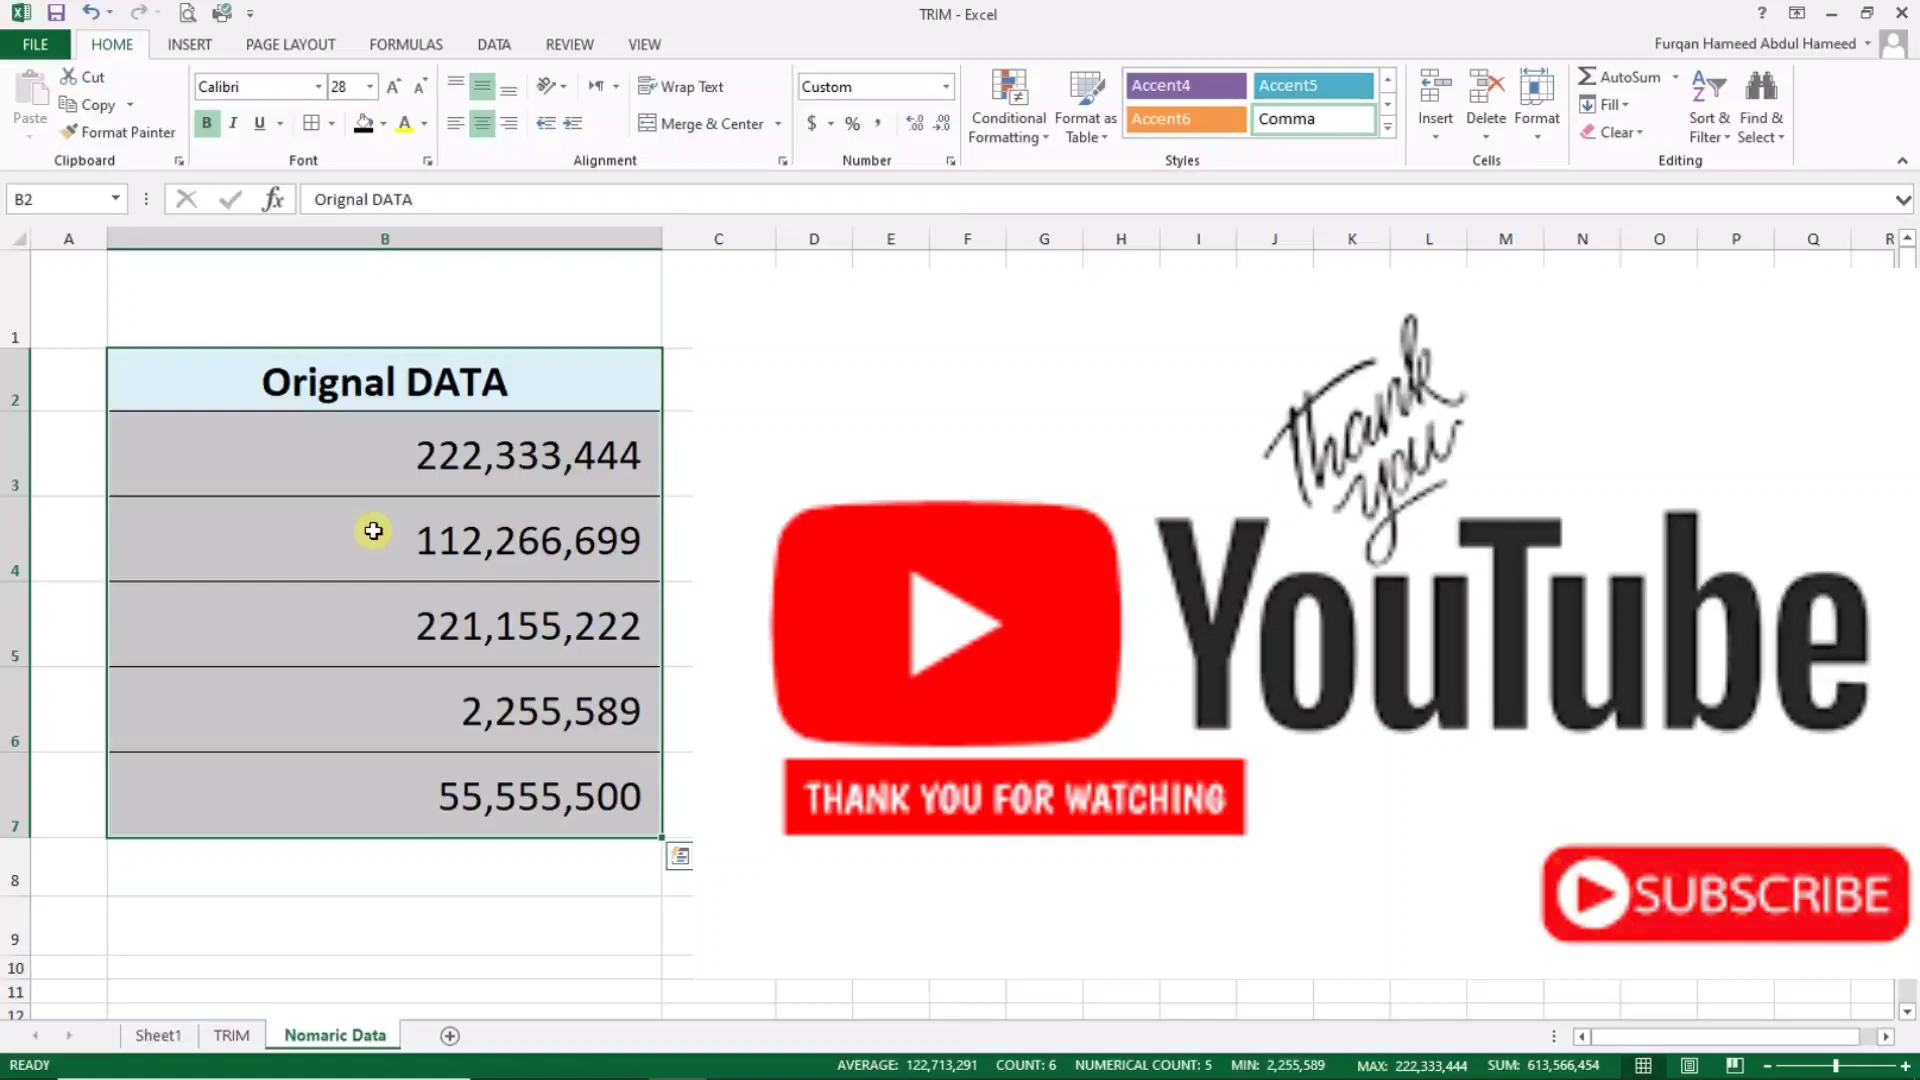 TRIM - Excel
?
FILE HOME INSERT PAGE LAYOUT FORMULAS DATA REVIEW VIEW
Furqan Hameed Abdul Hameed
Paste
Cut
Copy
Format Painter
Clipboard
Calibri 28
B I U
Font
Wrap Text
Merge & Center
Alignment
Custom
$ % ,
Number
Conditional Formatting
Format as Table
Accent4 Accent5
Accent6 Comma
Styles
Insert Delete Format
Cells
AutoSum
Fill
Clear
Sort & Filter
Find & Select
Editing
B2 fx Orignal DATA
A B C D E F G H I J K L M N O P Q R
1
2 Orignal DATA
3 222,333,444
4 112,266,699
5 221,155,222
6 2,255,589
7 55,555,500
8
9
10
11
12
Thank
you
YouTube
THANK YOU FOR WATCHING
SUBSCRIBE
Sheet1 TRIM Nomaric Data
READY AVERAGE: 122,713,291 COUNT: 6 NUMERICAL COUNT: 5 MIN: 2,255,589 MAX: 222,333,444 SUM: 613,566,454